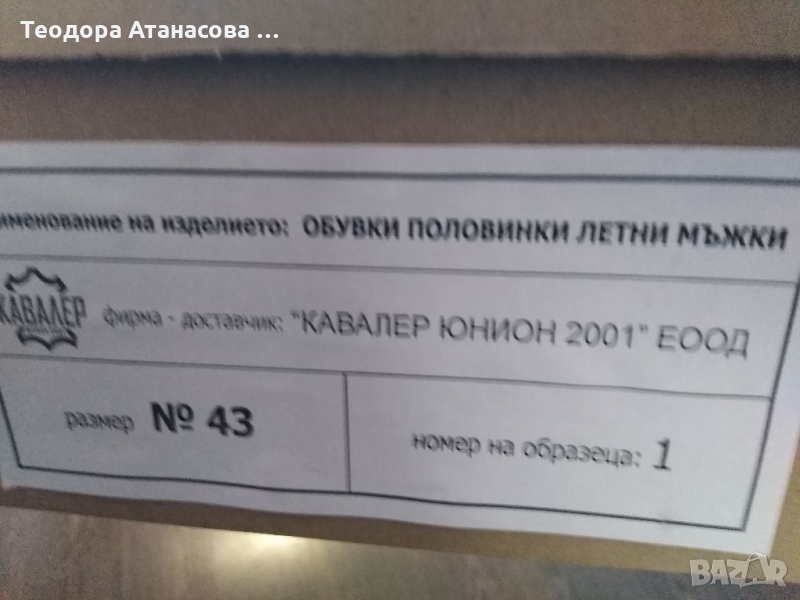 Теодора Атанасова ...
именование на изделието: ОБУВКИ ПОЛОВИНКИ ЛЕТНИ МЪЖКИ
КАВАЛЕР
фирма - доставчик: "КАВАЛЕР ЮНИОН 2001" ЕООД
размер № 43
номер на образеца: 1
BAZAR